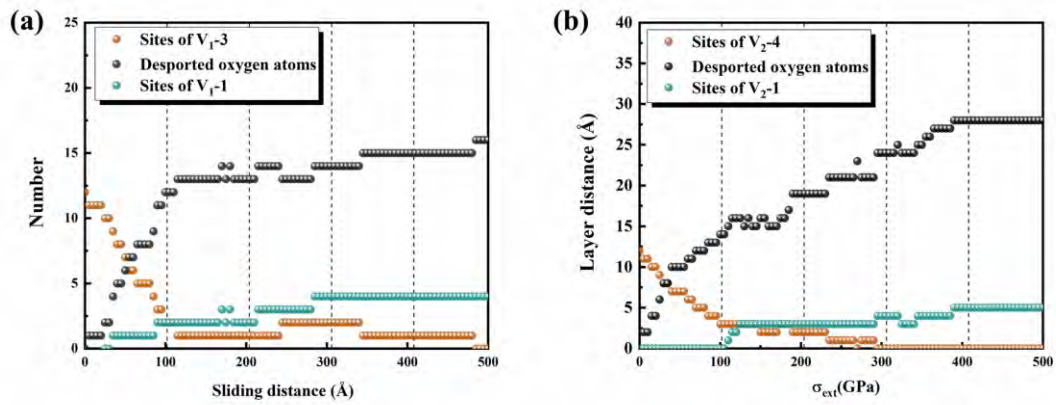 (a)
Sites of V1-3
Desported oxygen atoms
Sites of V1-1
Number
25
20
15
10
5
0
0 100 200 300 400 500
Sliding distance (Å)
(b)
Sites of V2-4
Desported oxygen atoms
Sites of V2-1
Layer distance (Å)
40
35
30
25
20
15
10
5
0
0 100 200 300 400 500
σext(GPa)